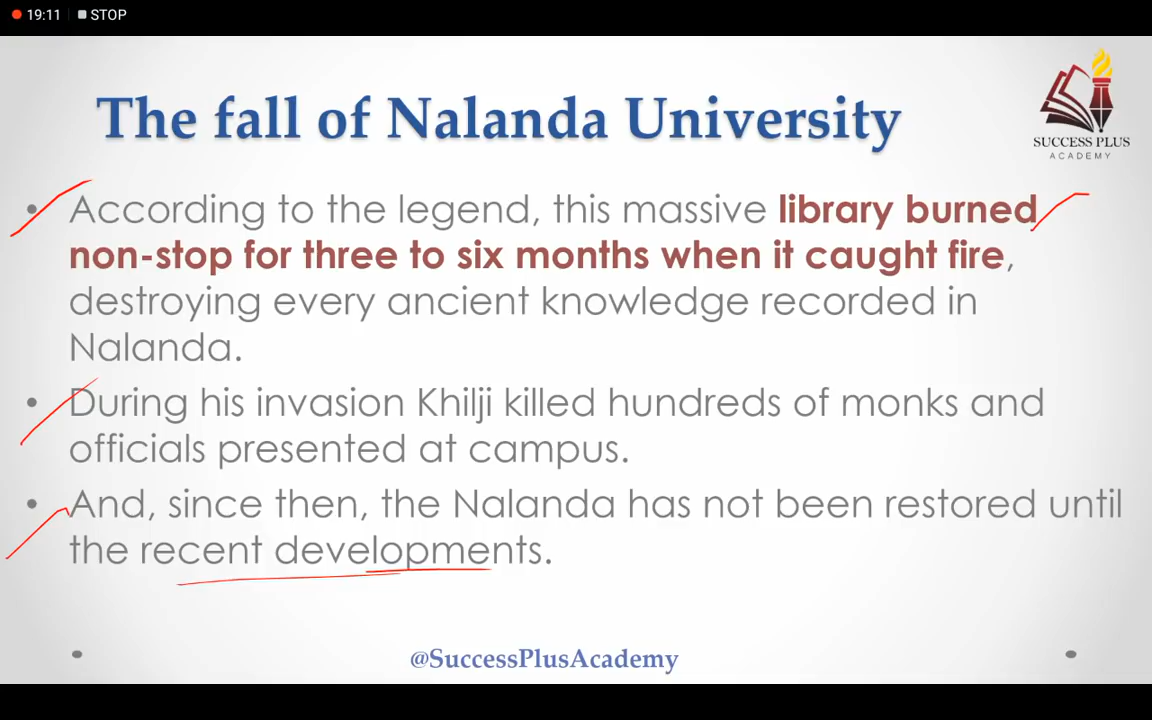 19:11 STOP
The fall of Nalanda University
SUCCESS PLUS
ACADEMY
• According to the legend, this massive library burned
non-stop for three to six months when it caught fire,
destroying every ancient knowledge recorded in
Nalanda.
• During his invasion Khilji killed hundreds of monks and
officials presented at campus.
• And, since then, the Nalanda has not been restored until
the recent developments.
@SuccessPlusAcademy